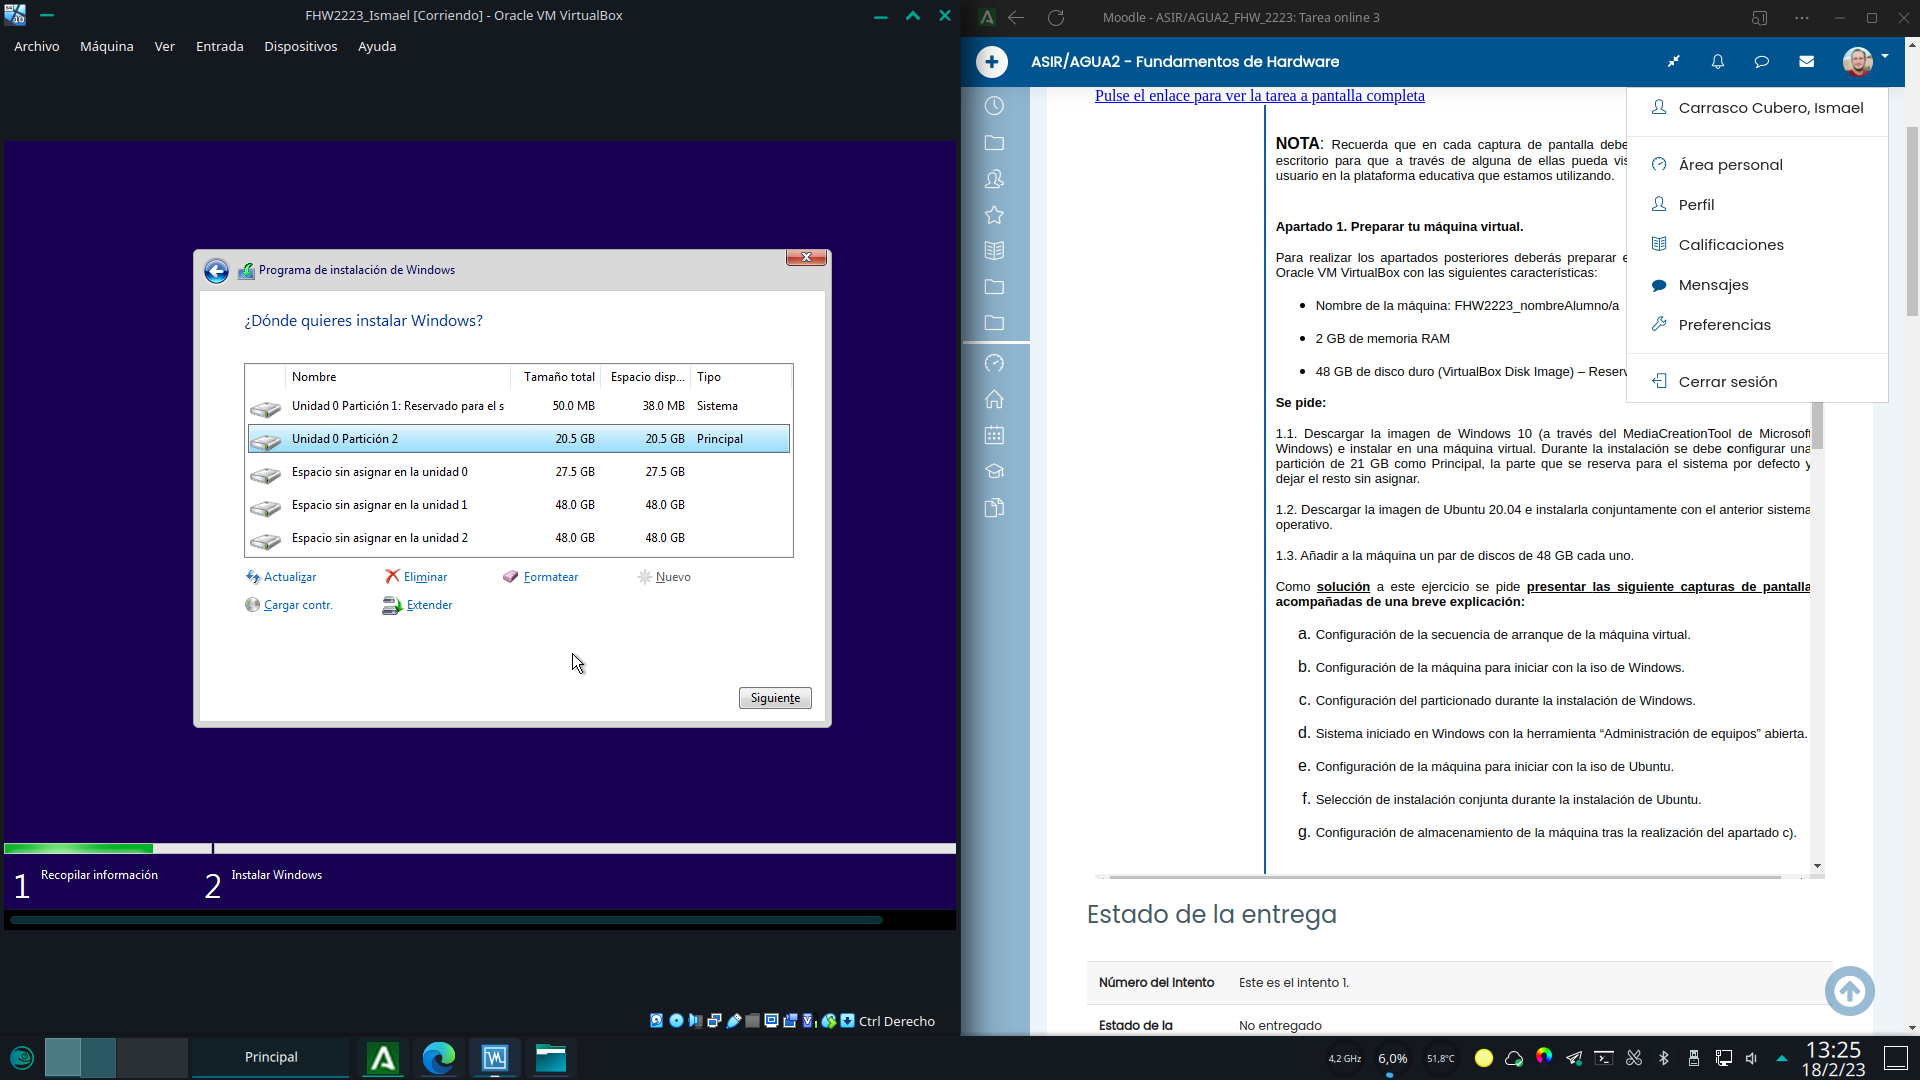 FHW2223_Ismael [Corriendo] - Oracle VM VirtualBox
Archivo Máquina Ver Entrada Dispositivos Ayuda
Programa de instalación de Windows
¿Dónde quieres instalar Windows?
Nombre Tamaño total Espacio disp... Tipo
Unidad 0 Partición 1: Reservado para el s 50.0 MB 38.0 MB Sistema
Unidad 0 Partición 2 20.5 GB 20.5 GB Principal
Espacio sin asignar en la unidad 0 27.5 GB 27.5 GB
Espacio sin asignar en la unidad 1 48.0 GB 48.0 GB
Espacio sin asignar en la unidad 2 48.0 GB 48.0 GB
Actualizar Eliminar Formatear Nuevo
Cargar contr. Extender
Siguiente
1 Recopilar información 2 Instalar Windows
Ctrl Derecho
Moodle - ASIR/AGUA2_FHW_2223: Tarea online 3
ASIR/AGUA2 - Fundamentos de Hardware
Pulse el enlace para ver la tarea a pantalla completa
NOTA: Recuerda que en cada captura de pantalla debe
escritorio para que a través de alguna de ellas pueda vis
usuario en la plataforma educativa que estamos utilizando.
Apartado 1. Preparar tu máquina virtual.
Para realizar los apartados posteriores deberás preparar e
Oracle VM VirtualBox con las siguientes características:
Nombre de la máquina: FHW2223_nombreAlumno/a
2 GB de memoria RAM
48 GB de disco duro (VirtualBox Disk Image) – Reserv
Se pide:
1.1. Descargar la imagen de Windows 10 (a través del MediaCreationTool de Microsoft
Windows) e instalar en una máquina virtual. Durante la instalación se debe configurar una
partición de 21 GB como Principal, la parte que se reserva para el sistema por defecto y
dejar el resto sin asignar.
1.2. Descargar la imagen de Ubuntu 20.04 e instalarla conjuntamente con el anterior sistema
operativo.
1.3. Añadir a la máquina un par de discos de 48 GB cada uno.
Como solución a este ejercicio se pide presentar las siguiente capturas de pantalla
acompañadas de una breve explicación:
a. Configuración de la secuencia de arranque de la máquina virtual.
b. Configuración de la máquina para iniciar con la iso de Windows.
c. Configuración del particionado durante la instalación de Windows.
d. Sistema iniciado en Windows con la herramienta “Administración de equipos” abierta.
e. Configuración de la máquina para iniciar con la iso de Ubuntu.
f. Selección de instalación conjunta durante la instalación de Ubuntu.
g. Configuración de almacenamiento de la máquina tras la realización del apartado c).
Carrasco Cubero, Ismael
Área personal
Perfil
Calificaciones
Mensajes
Preferencias
Cerrar sesión
Estado de la entrega
Número del intento Este es el intento 1.
Estado de la No entregado
Principal
4,2 GHz 6,0% 51,8°C
13:25
18/2/23